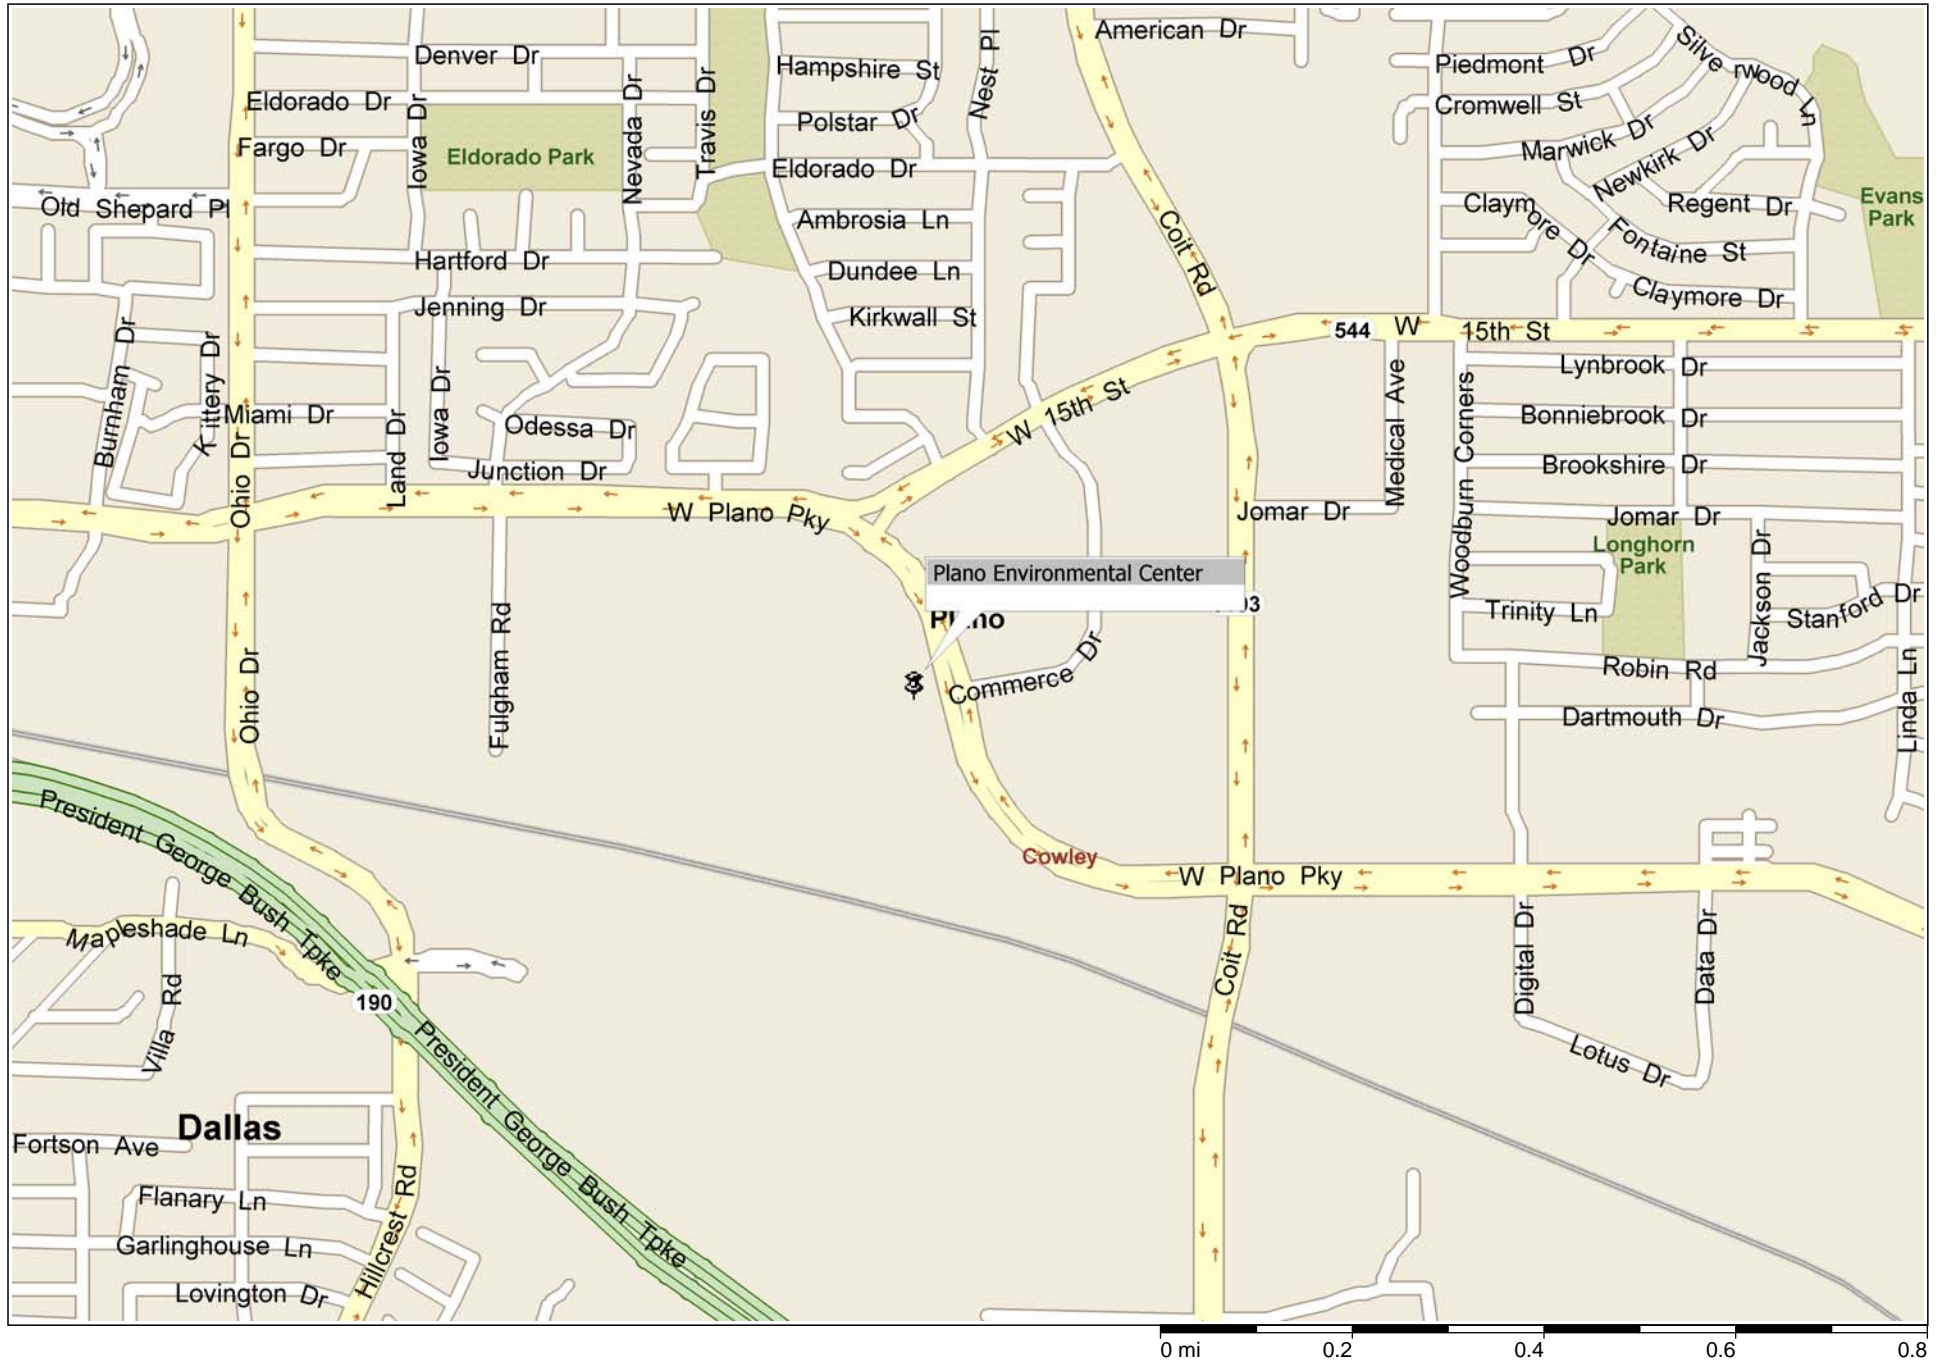 American Dr
Denver Dr
Hampshire St
Nest Pl
Piedmont Dr
Silve rwood Ln
Eldorado Dr
Iowa Dr
Nevada Dr
Travis Dr
Polstar Dr
Cromwell St
Fargo Dr
Eldorado Park
Eldorado Dr
Marwick Dr
Newkirk Dr
Evans
Park
Old Shepard Pl
Ambrosia Ln
Coit Rd
Claymore Dr
Regent Dr
Fontaine St
Hartford Dr
Dundee Ln
Claymore Dr
Jenning Dr
Kirkwall St
544
W 15th St
Burnham Dr
Kittery Dr
Lynbrook Dr
Miami Dr
Iowa Dr
Odessa Dr
W 15th St
Medical Ave
Woodburn Corners
Bonniebrook Dr
Ohio Dr
Land Dr
Junction Dr
Brookshire Dr
W Plano Pky
Jomar Dr
Jomar Dr
Longhorn
Park
Plano Environmental Center
Plano
03
Trinity Ln
Jackson Dr
Stanford Dr
Fulgham Rd
Ohio Dr
Commerce Dr
Robin Rd
Linda Ln
Dartmouth Dr
President George Bush Tpke
Cowley
W Plano Pky
Mapleshade Ln
Coit Rd
Digital Dr
Data Dr
Villa Rd
190
President George Bush Tpke
Lotus Dr
Dallas
Fortson Ave
Flanary Ln
Hillcrest Rd
Garlinghouse Ln
Lovington Dr
0 mi 0.2 0.4 0.6 0.8